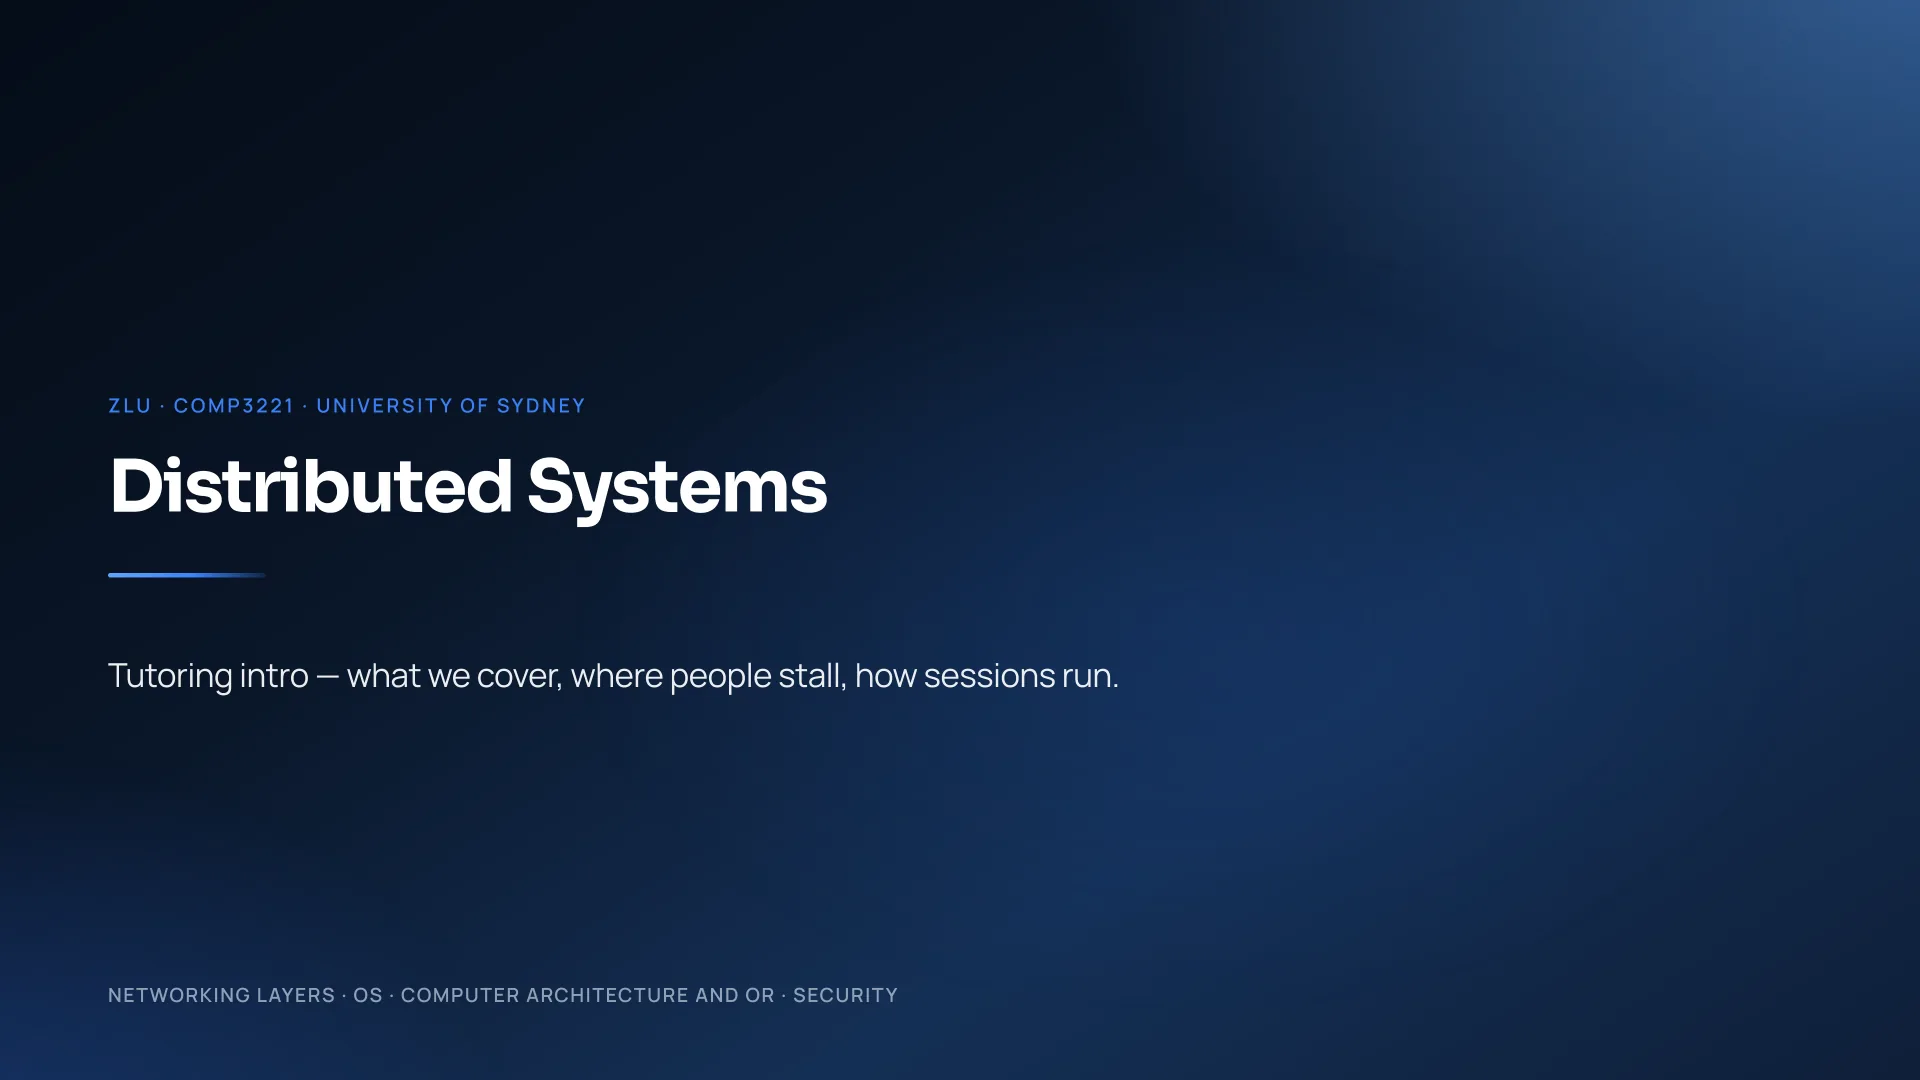 ZLU · COMP3221 · UNIVERSITY OF SYDNEY
Distributed Systems
Tutoring intro — what we cover, where people stall, how sessions run.
NETWORKING LAYERS · OS · COMPUTER ARCHITECTURE AND OR · SECURITY